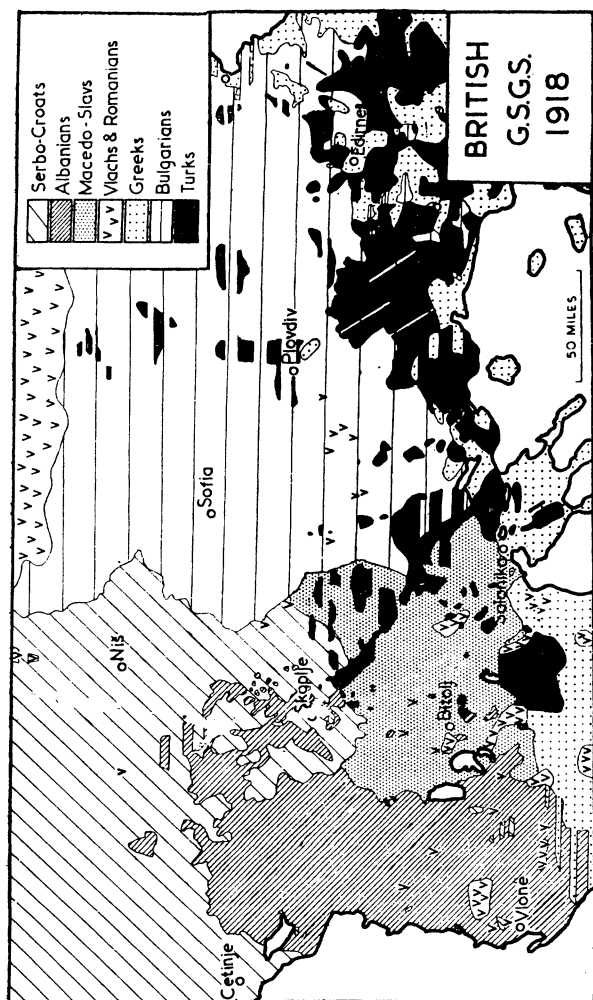 Serbo-Croats
Albanians
Macedo-Slavs
Vlachs & Romanians
Greeks
Bulgarians
Turks
BRITISH
G.S.G.S.
1918
50 MILES
Edirne
Plovdiv
Sofia
Niš
Skoplje
Salonika
Bitolj
Vlonë
Cetinje